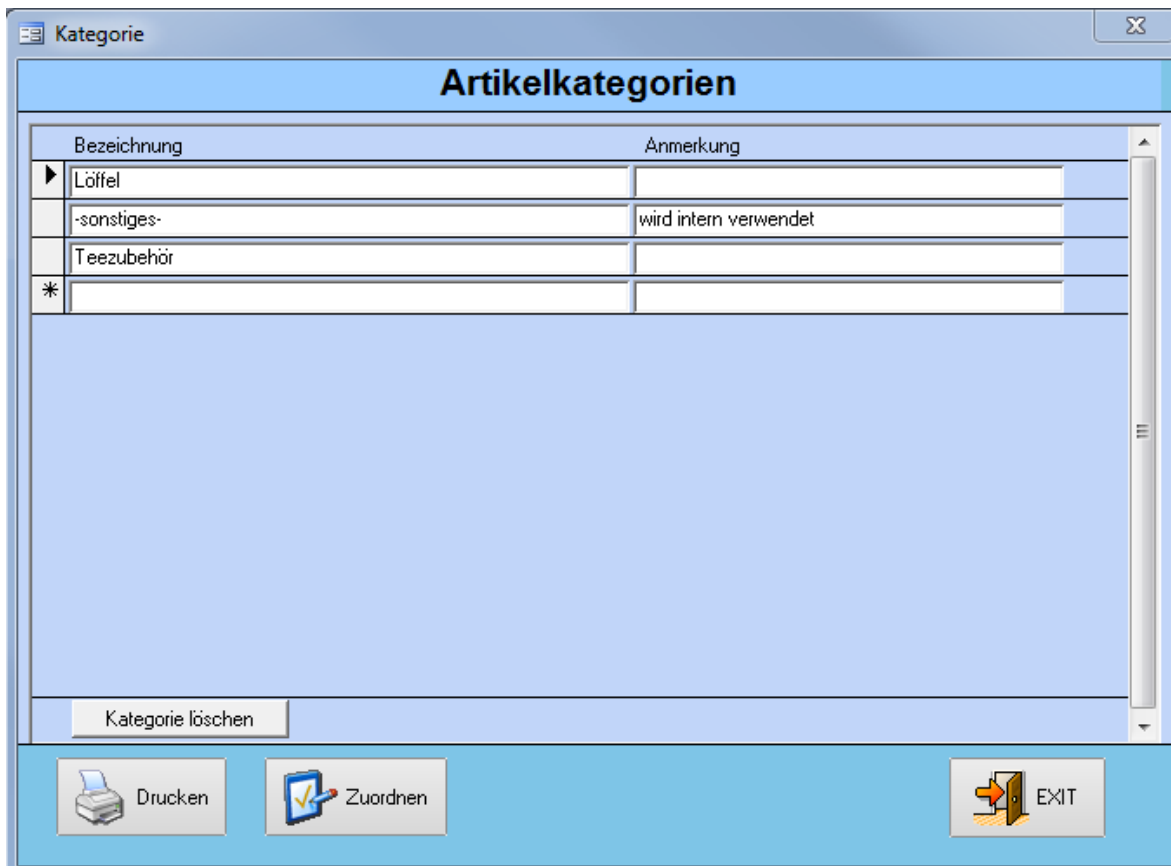 Kategorie
Artikelkategorien
Bezeichnung Anmerkung
Löffel
-sonstiges- wird intern verwendet
Teezubehör
Kategorie löschen
Drucken Zuordnen EXIT